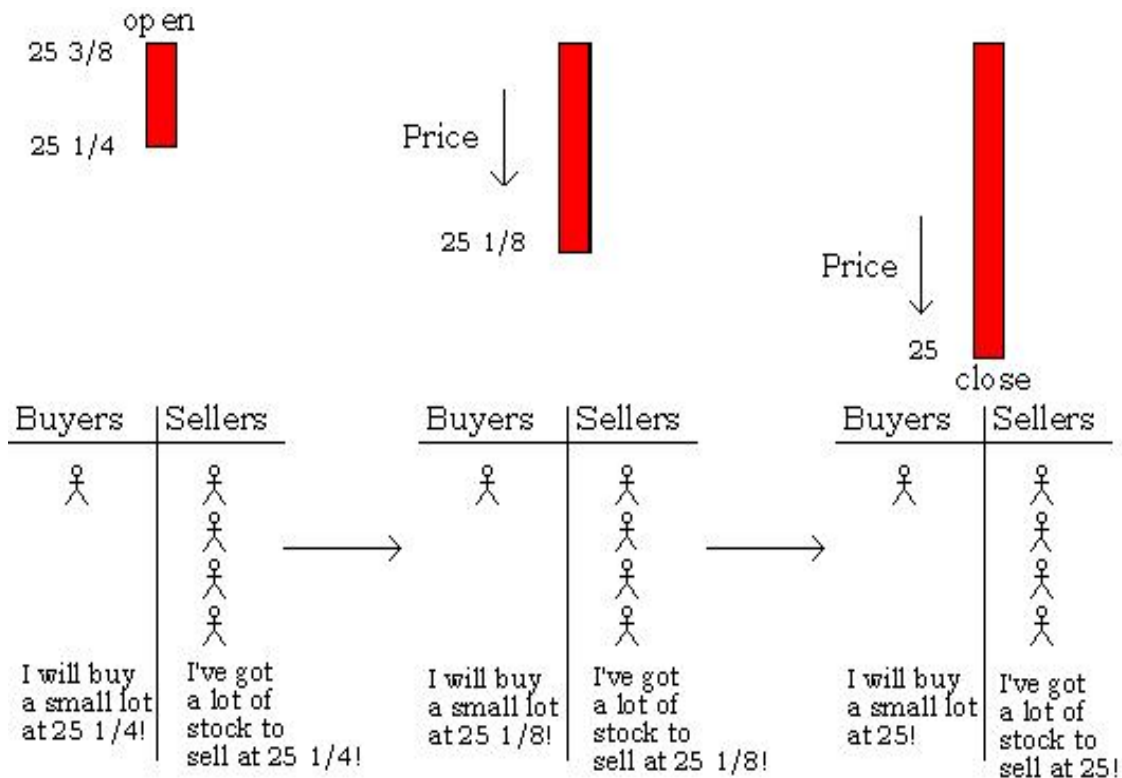 open
25 3/8
25 1/4
Price
25 1/8
Price
25
close
Buyers Sellers
I will buy
a small lot
at 25 1/4!
I've got
a lot of
stock to
sell at 25 1/4!
Buyers Sellers
I will buy
a small lot
at 25 1/8!
I've got
a lot of
stock to
sell at 25 1/8!
Buyers Sellers
I will buy
a small lot
at 25!
I've got
a lot of
stock to
sell at 25!